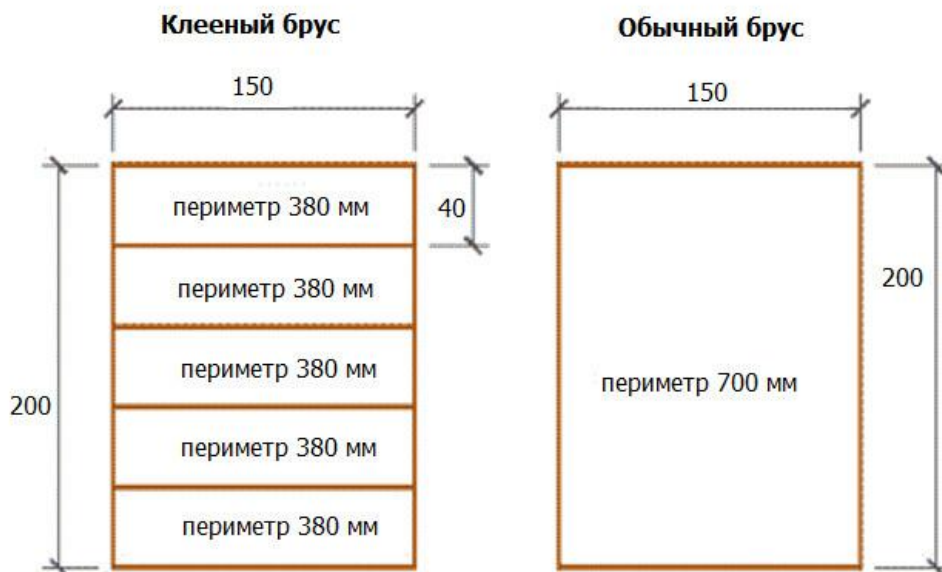 Клееный брус
150
периметр 380 мм
40
периметр 380 мм
периметр 380 мм
200
периметр 380 мм
периметр 380 мм
Обычный брус
150
200
периметр 700 мм